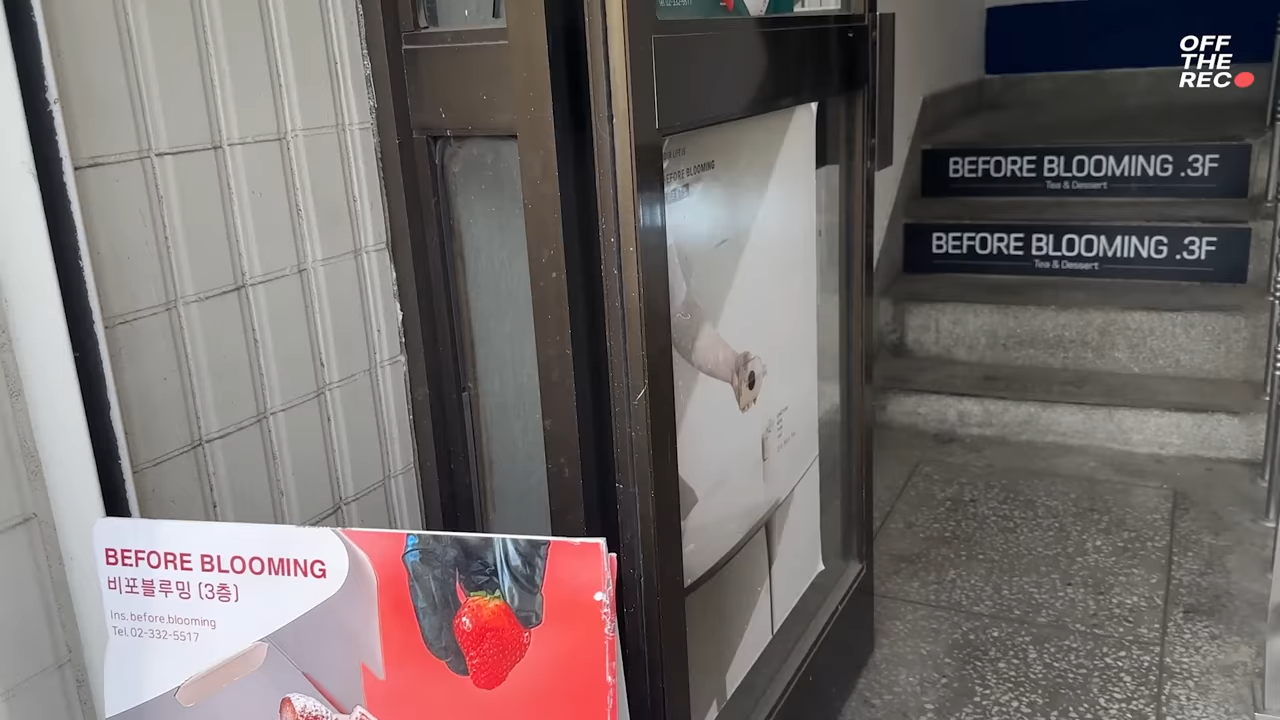 OFF
THE
REC
BEFORE BLOOMING .3F
Tea & Dessert
BEFORE BLOOMING .3F
Tea & Dessert
BEFORE BLOOMING
BEFORE BLOOMING
비포블루밍 (3층)
Ins. before.blooming
Tel. 02-332-5517